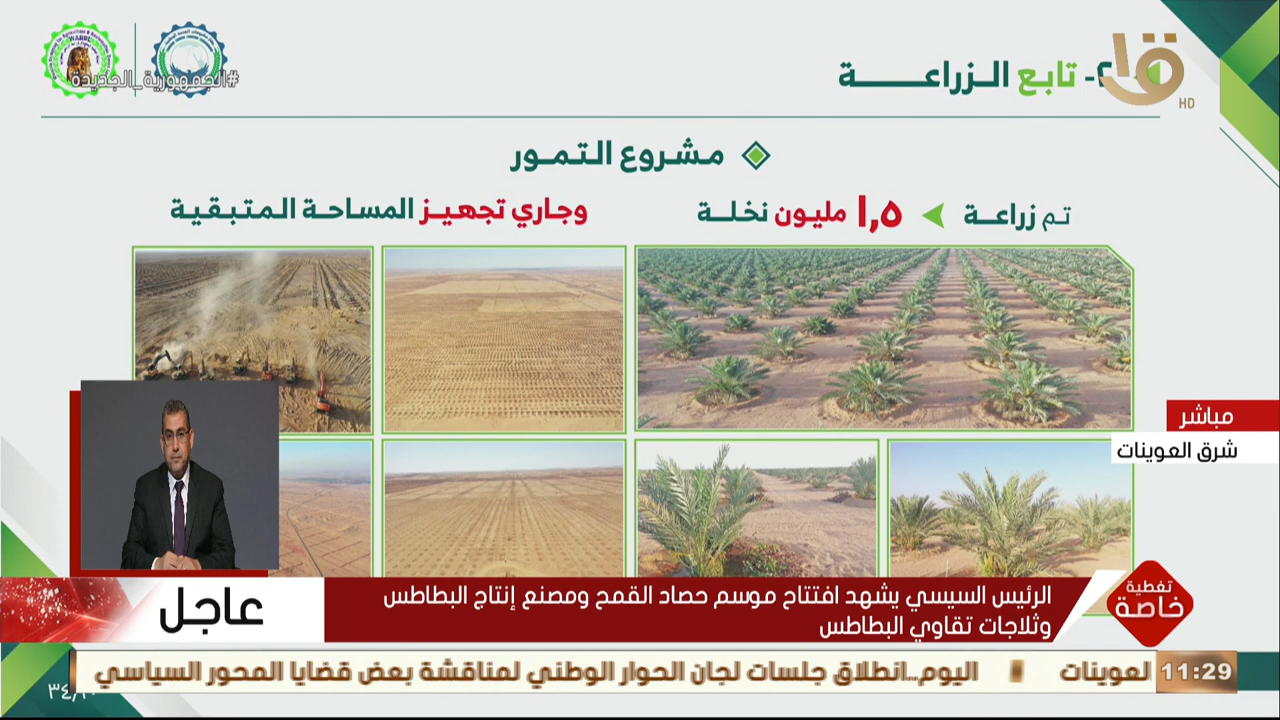 #الجمهورية_الجديدة
٢- تابع الزراعة
HD
مشروع التمور
تم زراعة
١,٥ مليون نخلة
وجاري تجهيز المساحة المتبقية
مباشر
شرق العوينات
تغطية
خاصة
الرئيس السيسي يشهد افتتاح موسم حصاد القمح ومصنع إنتاج البطاطس
وثلاجات تقاوي البطاطس
عاجل
11:29
لعوينات
اليوم..انطلاق جلسات لجان الحوار الوطني لمناقشة بعض قضايا المحور السياسي